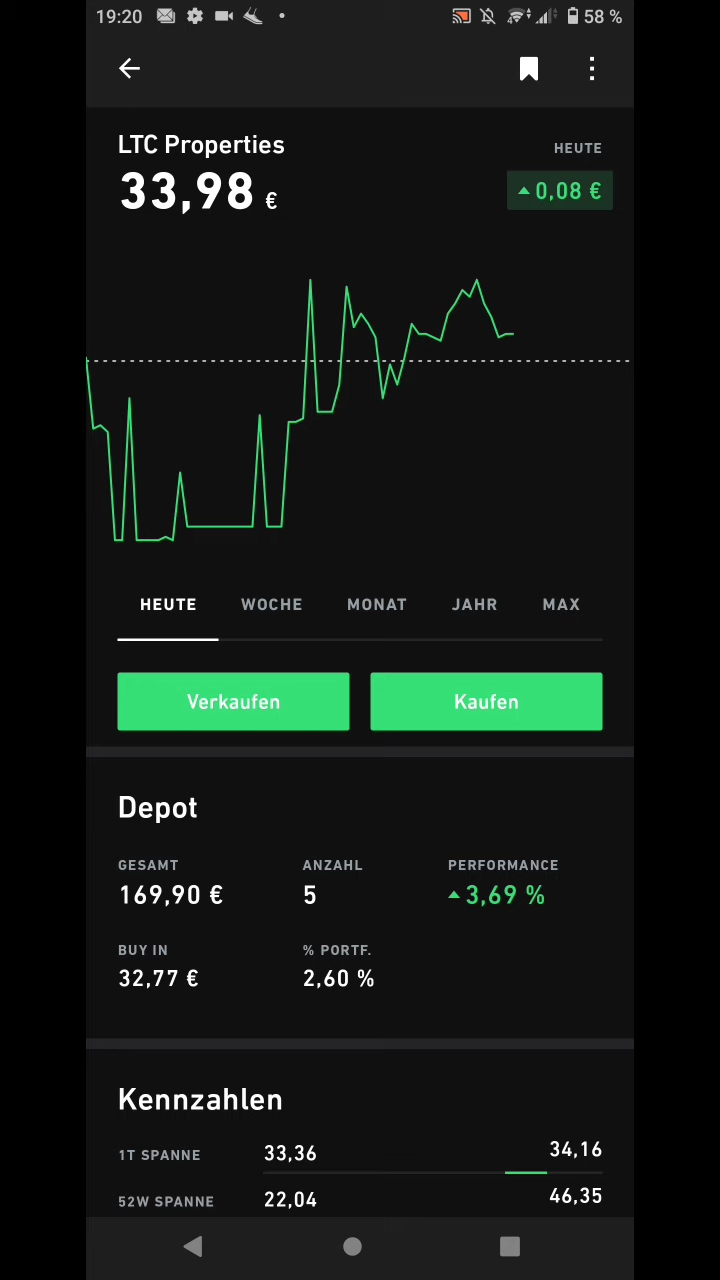 19:20 58 %
LTC Properties
HEUTE
33,98 €
0,08 €
HEUTE WOCHE MONAT JAHR MAX
Verkaufen Kaufen
Depot
GESAMT ANZAHL PERFORMANCE
169,90 € 5 3,69 %
BUY IN % PORTF.
32,77 € 2,60 %
Kennzahlen
1T SPANNE 33,36 34,16
52W SPANNE 22,04 46,35